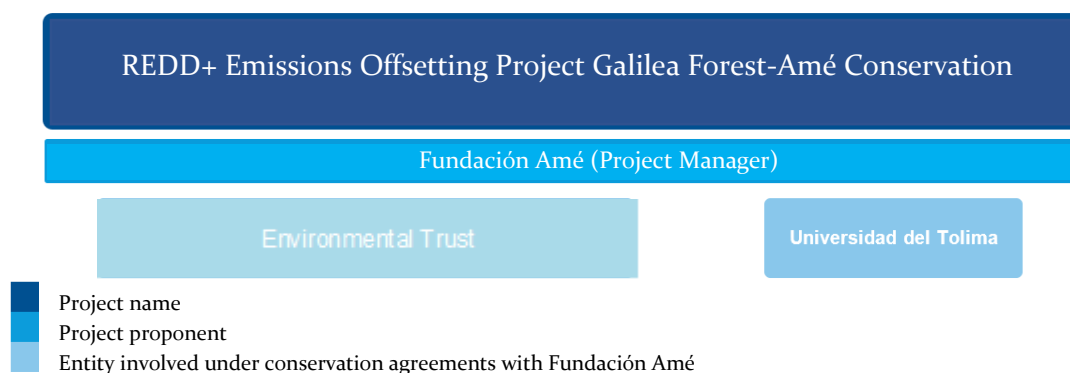 REDD+ Emissions Offsetting Project Galilea Forest-Amé Conservation
Fundación Amé (Project Manager)
Environmental Trust
Universidad del Tolima
Project name
Project proponent
Entity involved under conservation agreements with Fundación Amé